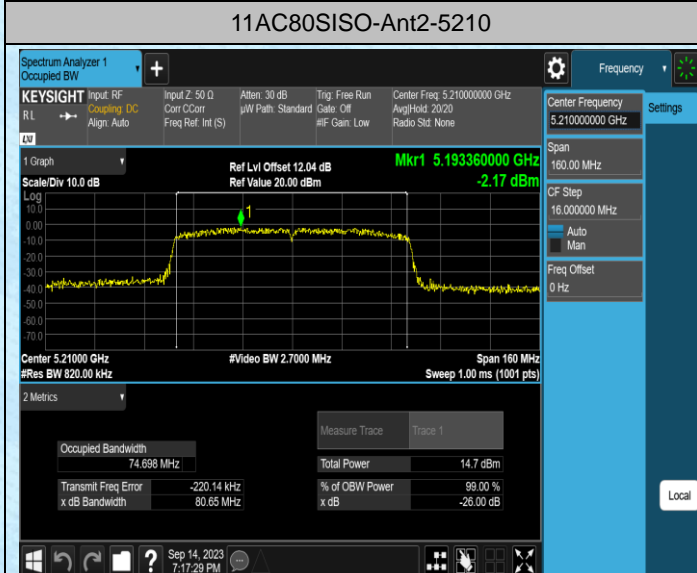 11AC80SISO-Ant2-5210
Spectrum Analyzer 1
Occupied BW
Frequency
KEYSIGHT
RL
LXI
Input: RF
Coupling: DC
Align: Auto
Input Z: 50 Ω
Corr CCorr
Freq Ref: Int (S)
Atten: 30 dB
µW Path: Standard
Trig: Free Run
Gate: Off
#IF Gain: Low
Center Freq: 5.210000000 GHz
Avg|Hold: 20/20
Radio Std: None
1 Graph
Scale/Div 10.0 dB
Ref Lvl Offset 12.04 dB
Ref Value 20.00 dBm
Mkr1 5.193360000 GHz
-2.17 dBm
Log
10.0
0.00
-10.0
-20.0
-30.0
-40.0
-50.0
-60.0
-70.0
1
Center 5.21000 GHz
#Res BW 820.00 kHz
#Video BW 2.7000 MHz
Span 160 MHz
Sweep 1.00 ms (1001 pts)
2 Metrics
Measure Trace
Trace 1
Occupied Bandwidth
74.698 MHz
Total Power 14.7 dBm
Transmit Freq Error -220.14 kHz
% of OBW Power 99.00 %
x dB Bandwidth 80.65 MHz
x dB -26.00 dB
Center Frequency
5.210000000 GHz
Settings
Span
160.00 MHz
CF Step
16.000000 MHz
Auto
Man
Freq Offset
0 Hz
Local
?
Sep 14, 2023
7:17:29 PM